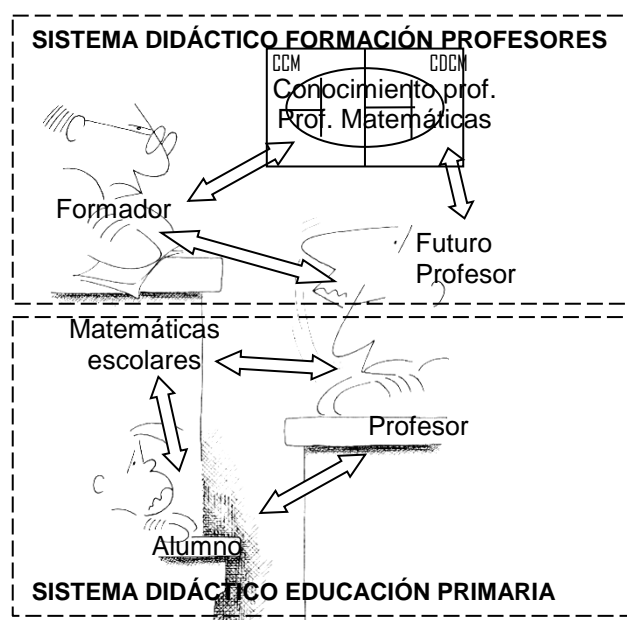 SISTEMA DIDÁCTICO FORMACIÓN PROFESORES
CCM CDCM
Conocimiento prof.
Prof. Matemáticas
Formador
Futuro
Profesor
Matemáticas
escolares
Profesor
Alumno
SISTEMA DIDÁCTICO EDUCACIÓN PRIMARIA